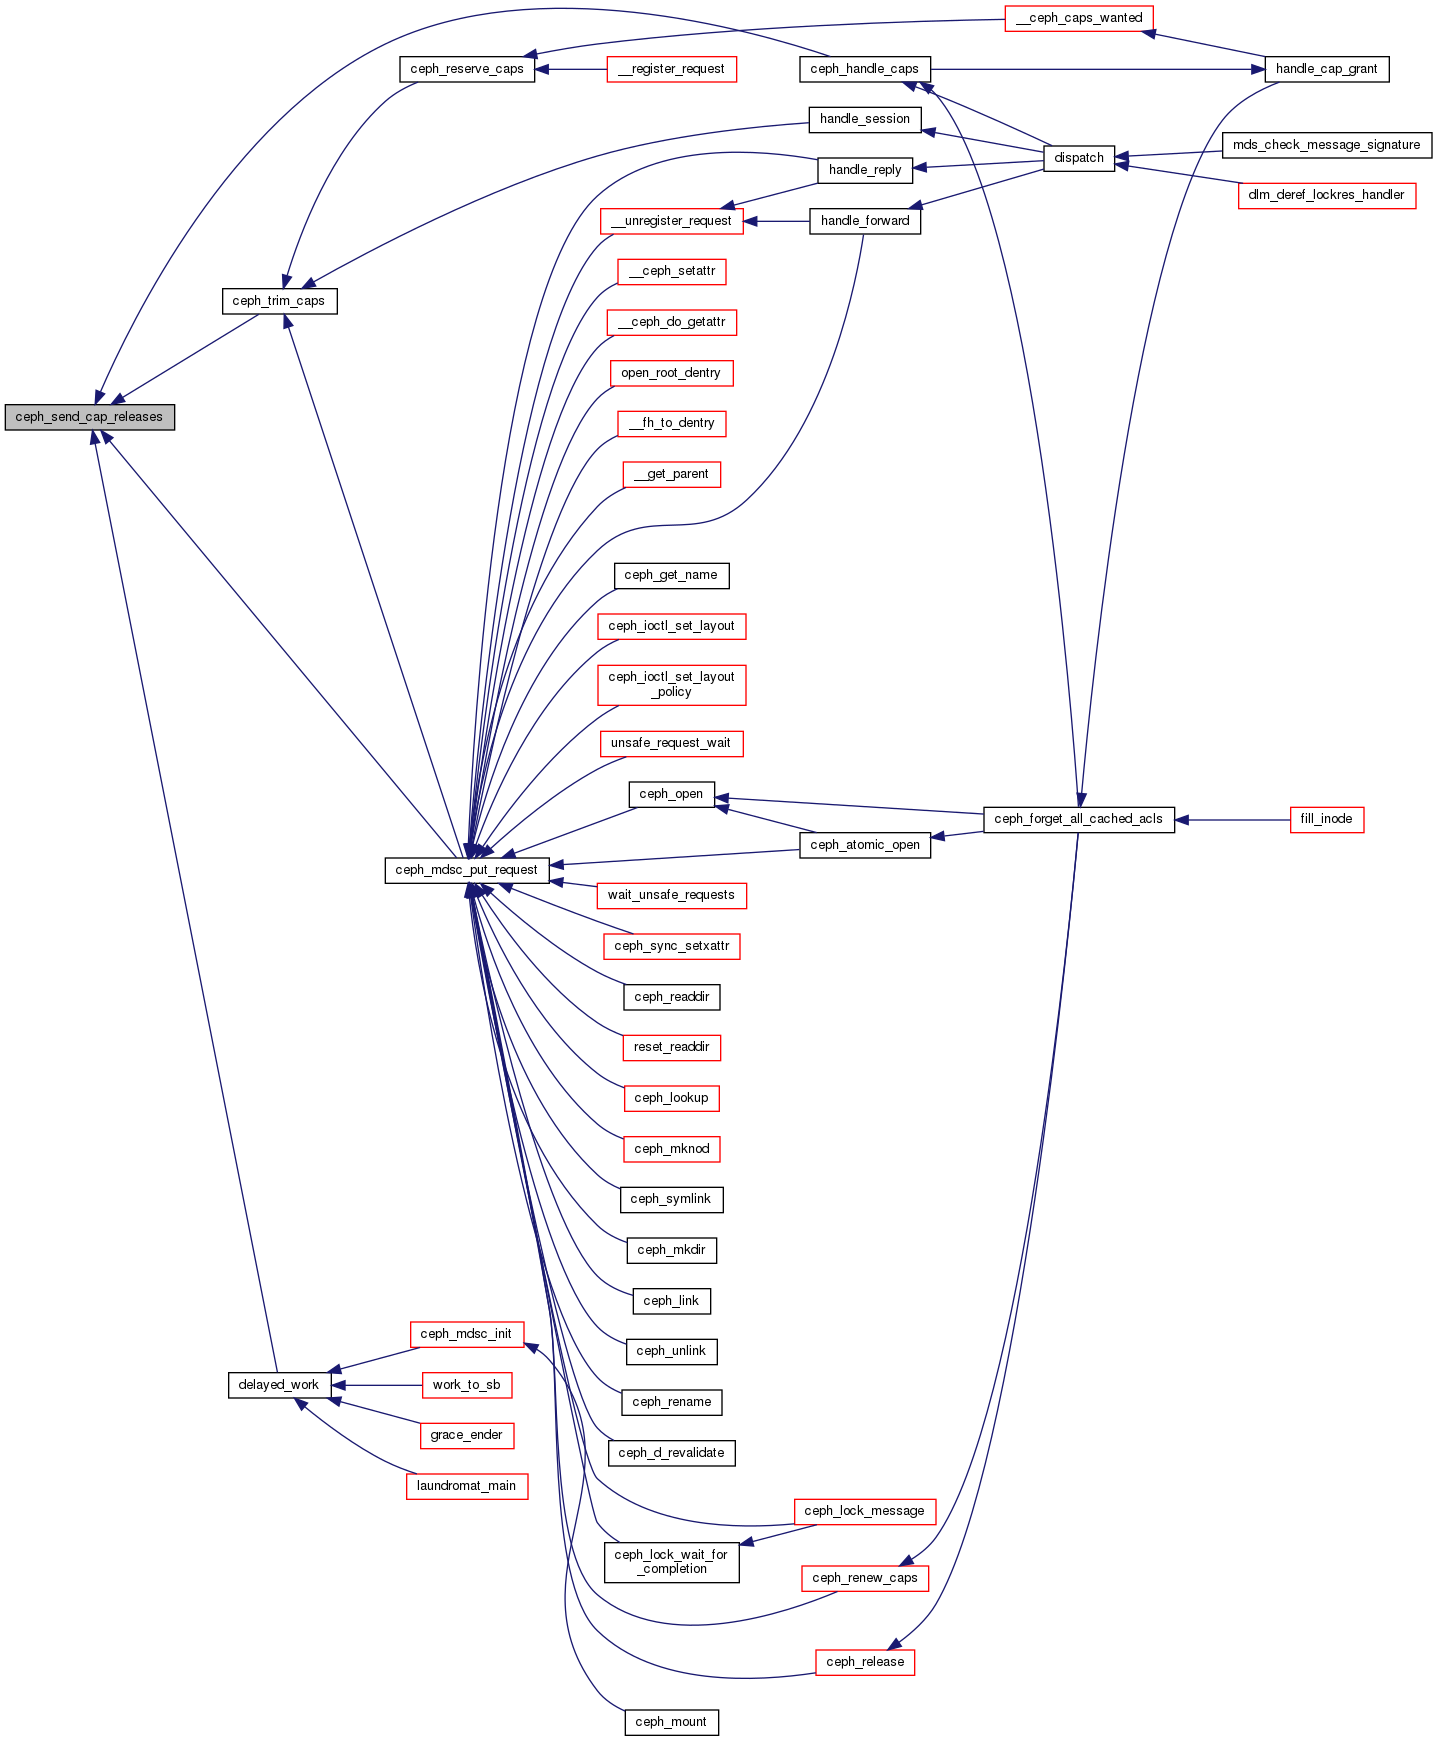 __ceph_caps_wanted
ceph_reserve_caps
__register_request
ceph_handle_caps
handle_cap_grant
handle_session
mds_check_message_signature
dispatch
handle_reply
dlm_deref_lockres_handler
__unregister_request
handle_forward
__ceph_setattr
ceph_trim_caps
__ceph_do_getattr
open_root_dentry
ceph_send_cap_releases
__fh_to_dentry
__get_parent
ceph_get_name
ceph_ioctl_set_layout
ceph_ioctl_set_layout
_policy
unsafe_request_wait
ceph_open
ceph_forget_all_cached_acls
fill_inode
ceph_atomic_open
ceph_mdsc_put_request
wait_unsafe_requests
ceph_sync_setxattr
ceph_readdir
reset_readdir
ceph_lookup
ceph_mknod
ceph_symlink
ceph_mkdir
ceph_link
ceph_mdsc_init
ceph_unlink
delayed_work
work_to_sb
ceph_rename
grace_ender
ceph_d_revalidate
laundromat_main
ceph_lock_message
ceph_lock_wait_for
_completion
ceph_renew_caps
ceph_release
ceph_mount